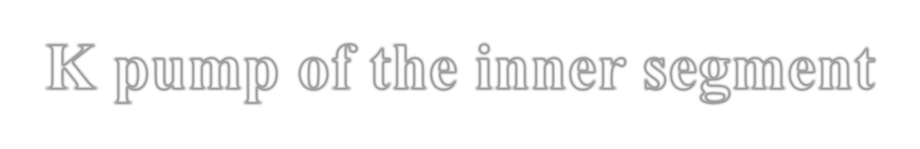 K pump of the inner segment